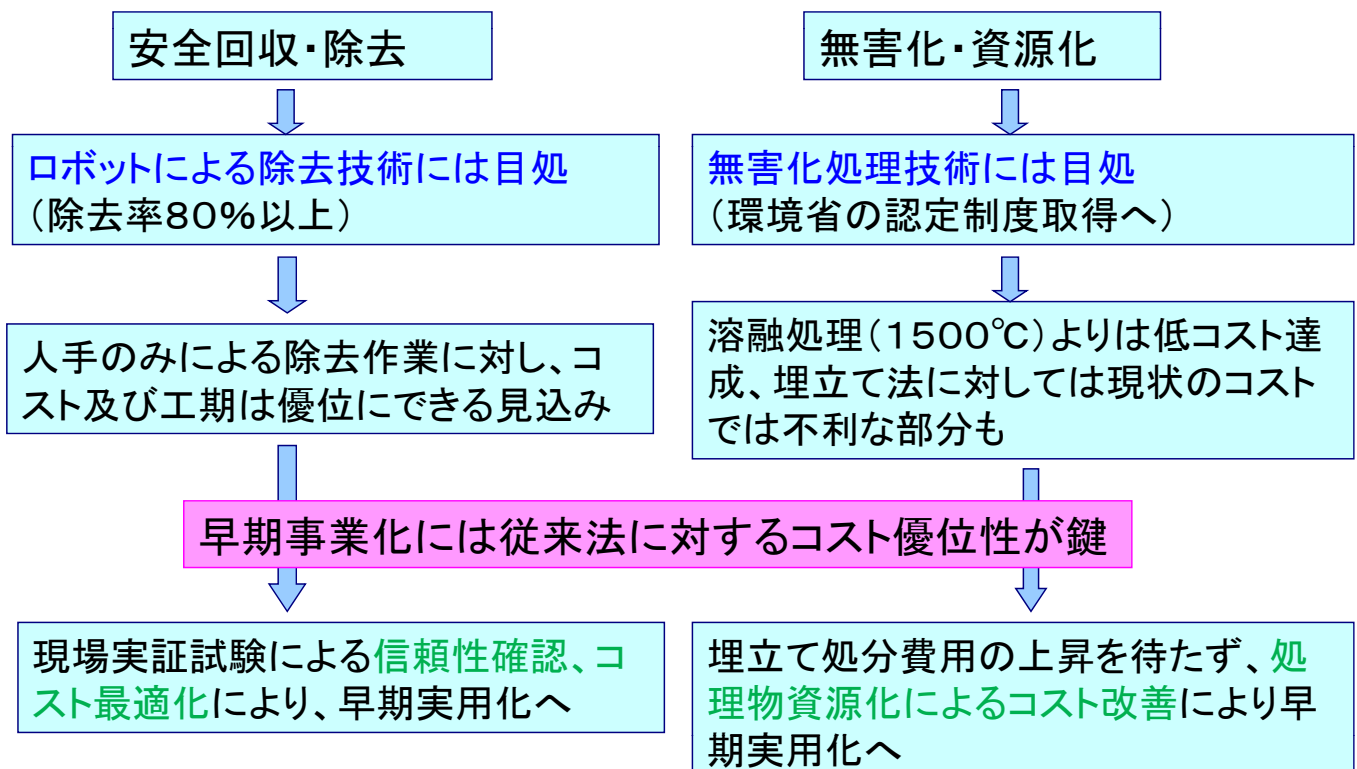 安全回収・除去
無害化・資源化
ロボットによる除去技術には目処
（除去率80%以上）
無害化処理技術には目処
（環境省の認定制度取得へ）
人手のみによる除去作業に対し、コ
スト及び工期は優位にできる見込み
溶融処理（1500℃）よりは低コスト達
成、埋立て法に対しては現状のコスト
では不利な部分も
早期事業化には従来法に対するコスト優位性が鍵
現場実証試験による信頼性確認、コ
スト最適化により、早期実用化へ
埋立て処分費用の上昇を待たず、処
理物資源化によるコスト改善により早
期実用化へ